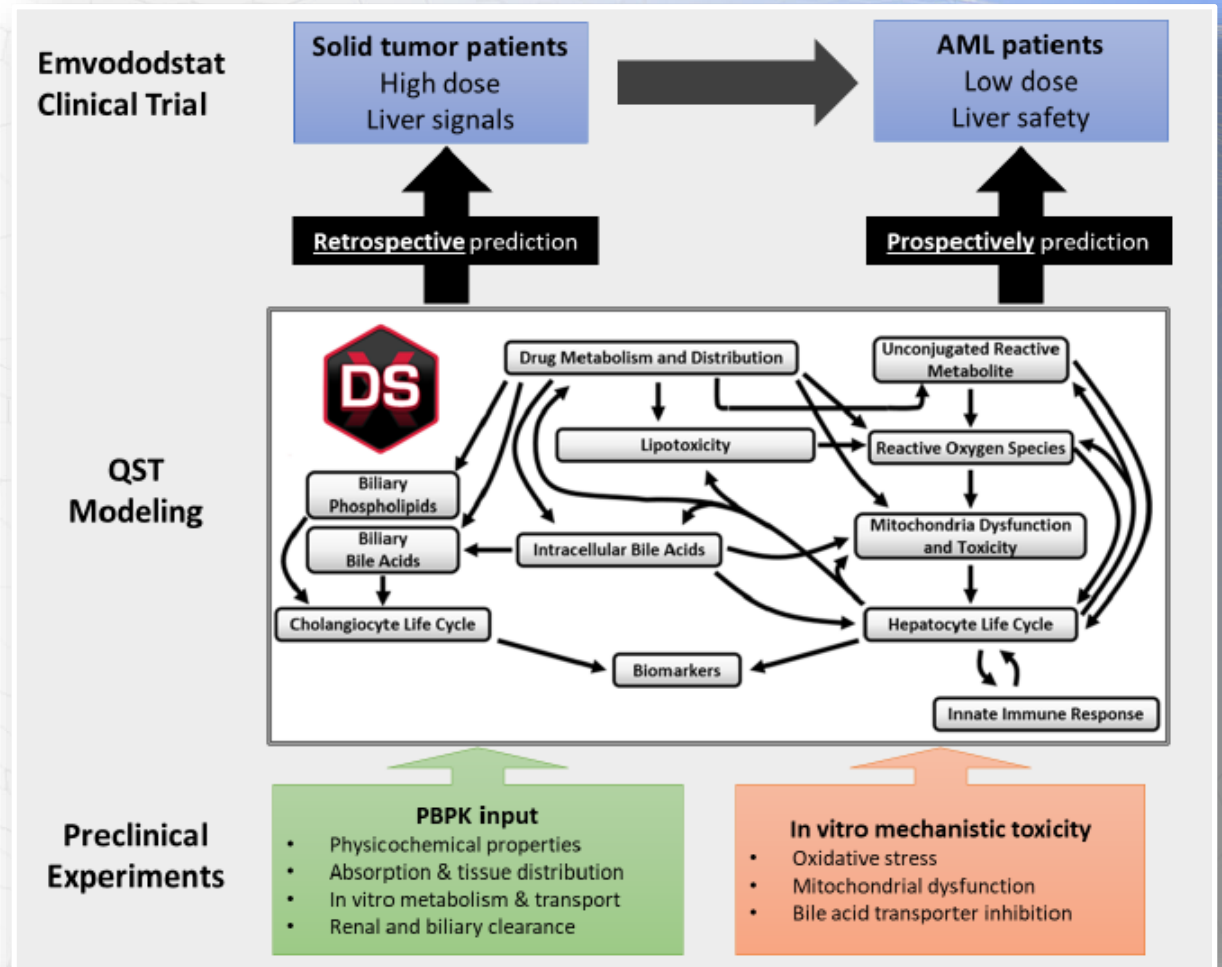 Emvododstat
Clinical Trial
Solid tumor patients
High dose
Liver signals
AML patients
Low dose
Liver safety
Retrospective prediction
Prospectively prediction
QST
Modeling
DS
X
Drug Metabolism and Distribution
Unconjugated Reactive
Metabolite
Lipotoxicity
Reactive Oxygen Species
Biliary
Phospholipids
Biliary
Bile Acids
Intracellular Bile Acids
Mitochondria Dysfunction
and Toxicity
Cholangiocyte Life Cycle
Hepatocyte Life Cycle
Biomarkers
Innate Immune Response
Preclinical
Experiments
PBPK input
• Physicochemical properties
• Absorption & tissue distribution
• In vitro metabolism & transport
• Renal and biliary clearance
In vitro mechanistic toxicity
• Oxidative stress
• Mitochondrial dysfunction
• Bile acid transporter inhibition